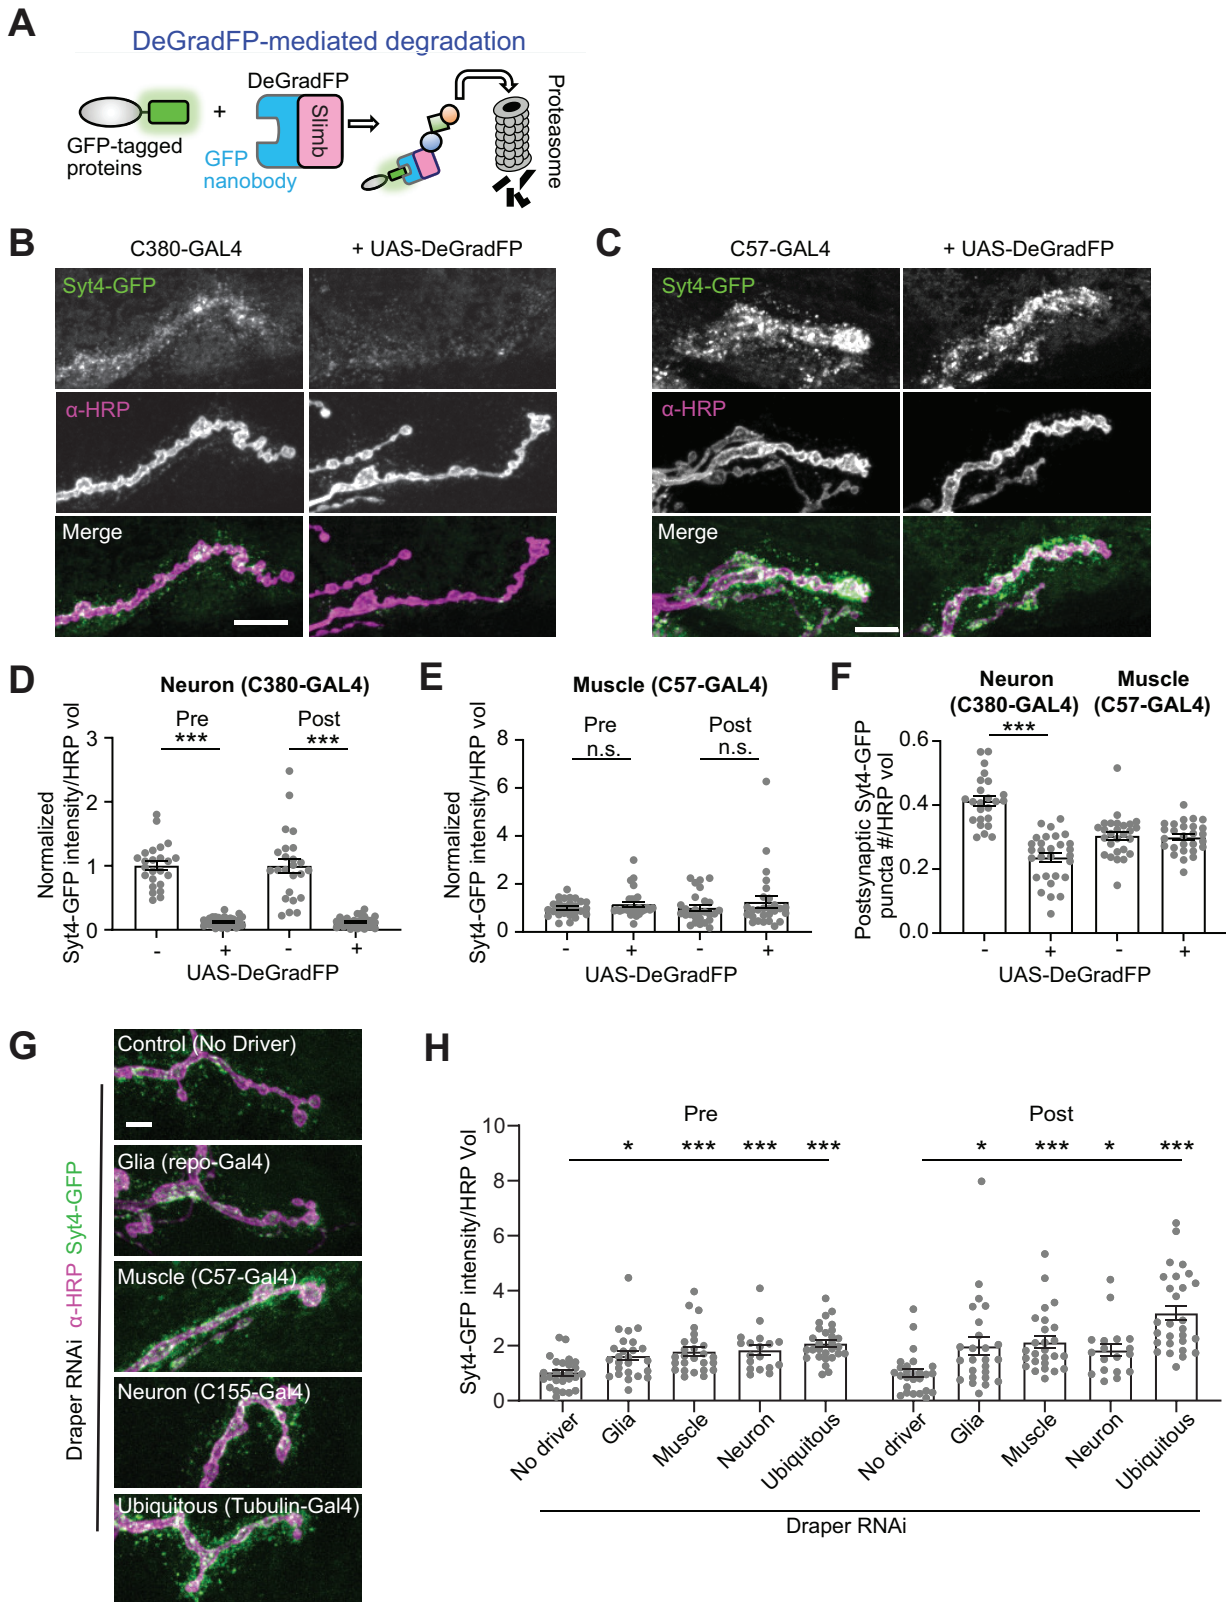 A
DeGradFP-mediated degradation
DeGradFP
+
Slimb
Proteasome
GFP-tagged
proteins
GFP
nanobody
B
C380-GAL4
+ UAS-DeGradFP
Syt4-GFP
α-HRP
Merge
C
C57-GAL4
+ UAS-DeGradFP
Syt4-GFP
α-HRP
Merge
D
Neuron (C380-GAL4)
Pre
Post
***
***
Normalized
Syt4-GFP intensity/HRP vol
3
2
1
0
-
+
-
+
UAS-DeGradFP
E
Muscle (C57-GAL4)
Pre
Post
n.s.
n.s.
Normalized
Syt4-GFP intensity/HRP vol
8
6
4
2
0
-
+
-
+
UAS-DeGradFP
F
Neuron
(C380-GAL4)
Muscle
(C57-GAL4)
***
Postsynaptic Syt4-GFP
puncta #/HRP vol
0.6
0.4
0.2
0.0
-
+
-
+
UAS-DeGradFP
G
Draper RNAi α-HRP Syt4-GFP
Control (No Driver)
Glia (repo-Gal4)
Muscle (C57-Gal4)
Neuron (C155-Gal4)
Ubiquitous (Tubulin-Gal4)
H
Pre
Post
* *** *** ***
* *** * ***
Syt4-GFP intensity/HRP Vol
10
8
6
4
2
0
No driver
Glia
Muscle
Neuron
Ubiquitous
No driver
Glia
Muscle
Neuron
Ubiquitous
Draper RNAi